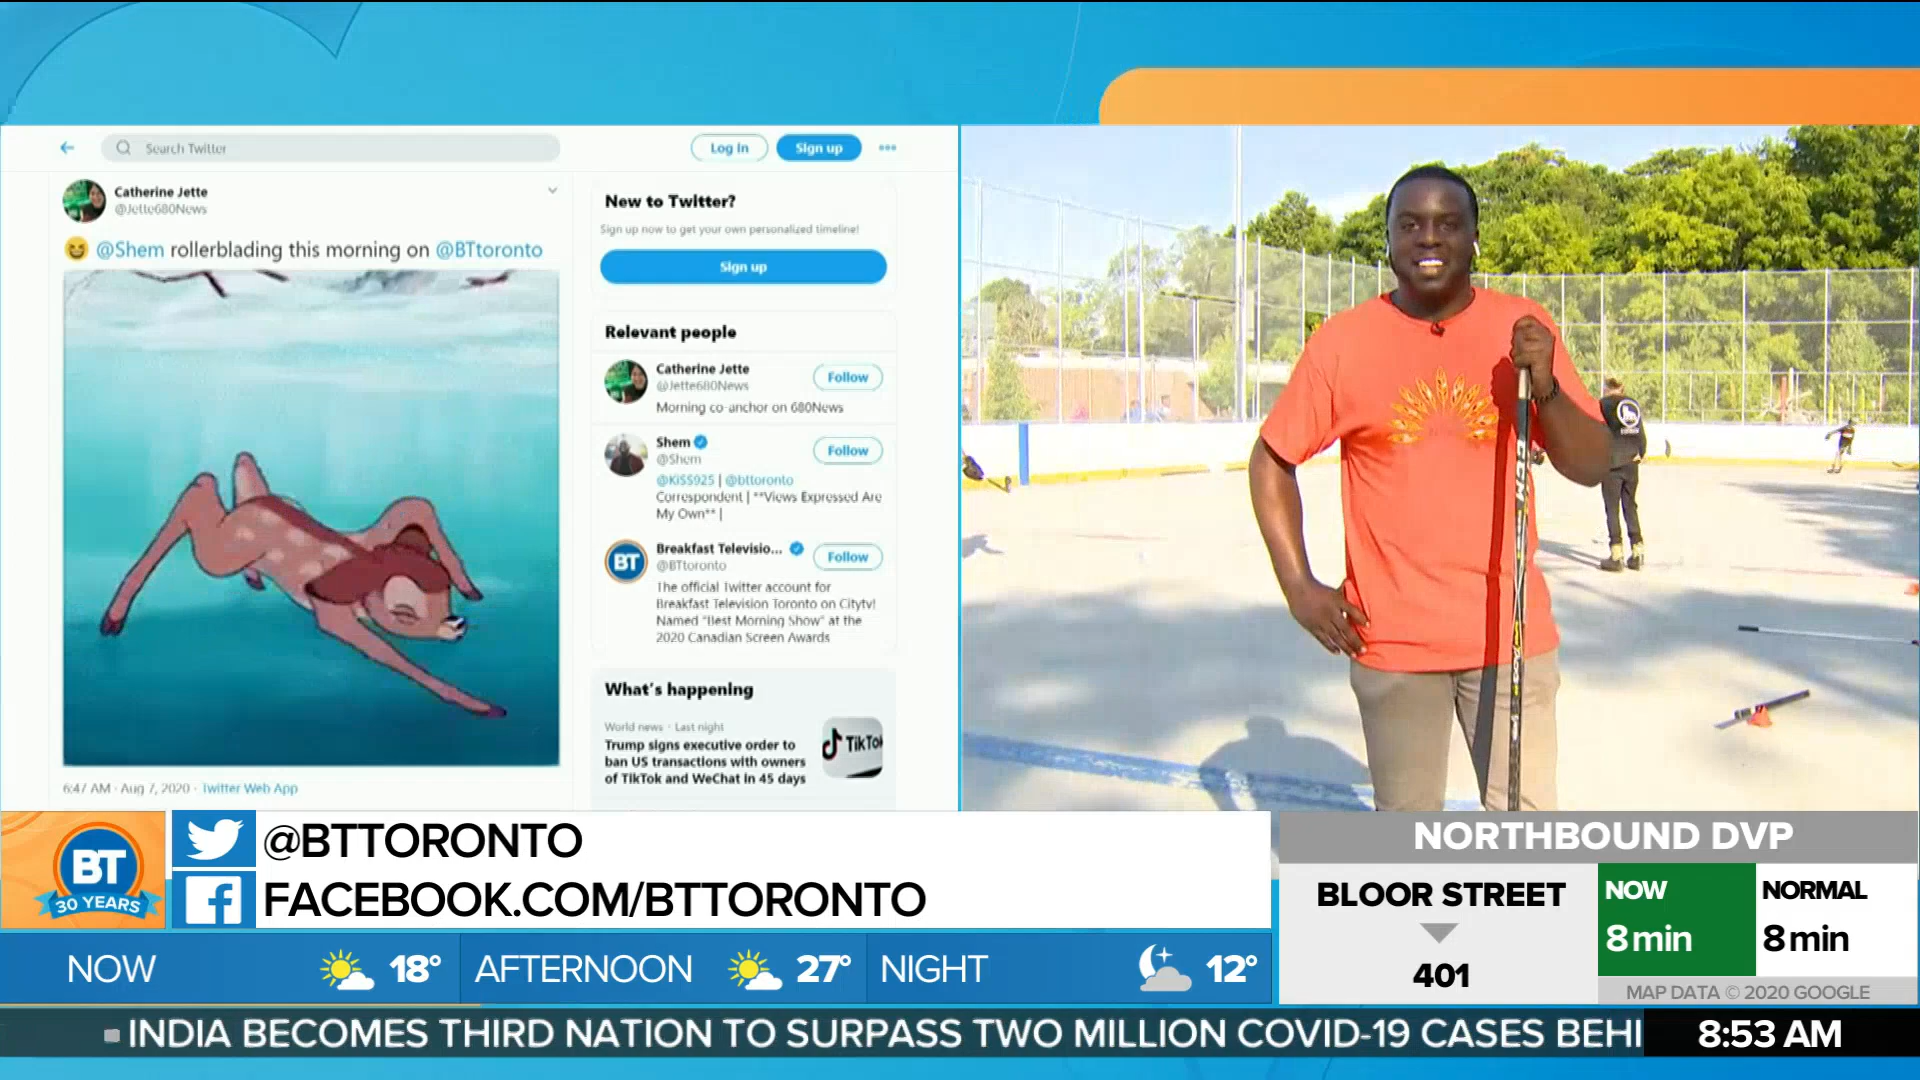 Search Twitter
Log in
Sign up
Catherine Jette
@Jette680News
@Shem rollerblading this morning on @BTtoronto
6:47 AM · Aug 7, 2020 · Twitter Web App
New to Twitter?
Sign up now to get your own personalized timeline!
Sign up
Relevant people
Catherine Jette
@Jette680News
Follow
Morning co-anchor on 680News
Shem
@Shem
Follow
@KiSS925 | @bttoronto
Correspondent | **Views Expressed Are
My Own** |
Breakfast Televisio...
@BTtoronto
Follow
The official Twitter account for
Breakfast Television Toronto on Citytv!
Named "Best Morning Show" at the
2020 Canadian Screen Awards
BT
What's happening
World news · Last night
Trump signs executive order to
ban US transactions with owners
of TikTok and WeChat in 45 days
TikTok
CCM
BT
30 YEARS
@BTTORONTO
FACEBOOK.COM/BTTORONTO
NORTHBOUND DVP
BLOOR STREET
401
NOW
8 min
NORMAL
8 min
MAP DATA © 2020 GOOGLE
NOW
18°
AFTERNOON
27°
NIGHT
12°
INDIA BECOMES THIRD NATION TO SURPASS TWO MILLION COVID-19 CASES BEHI
8:53 AM